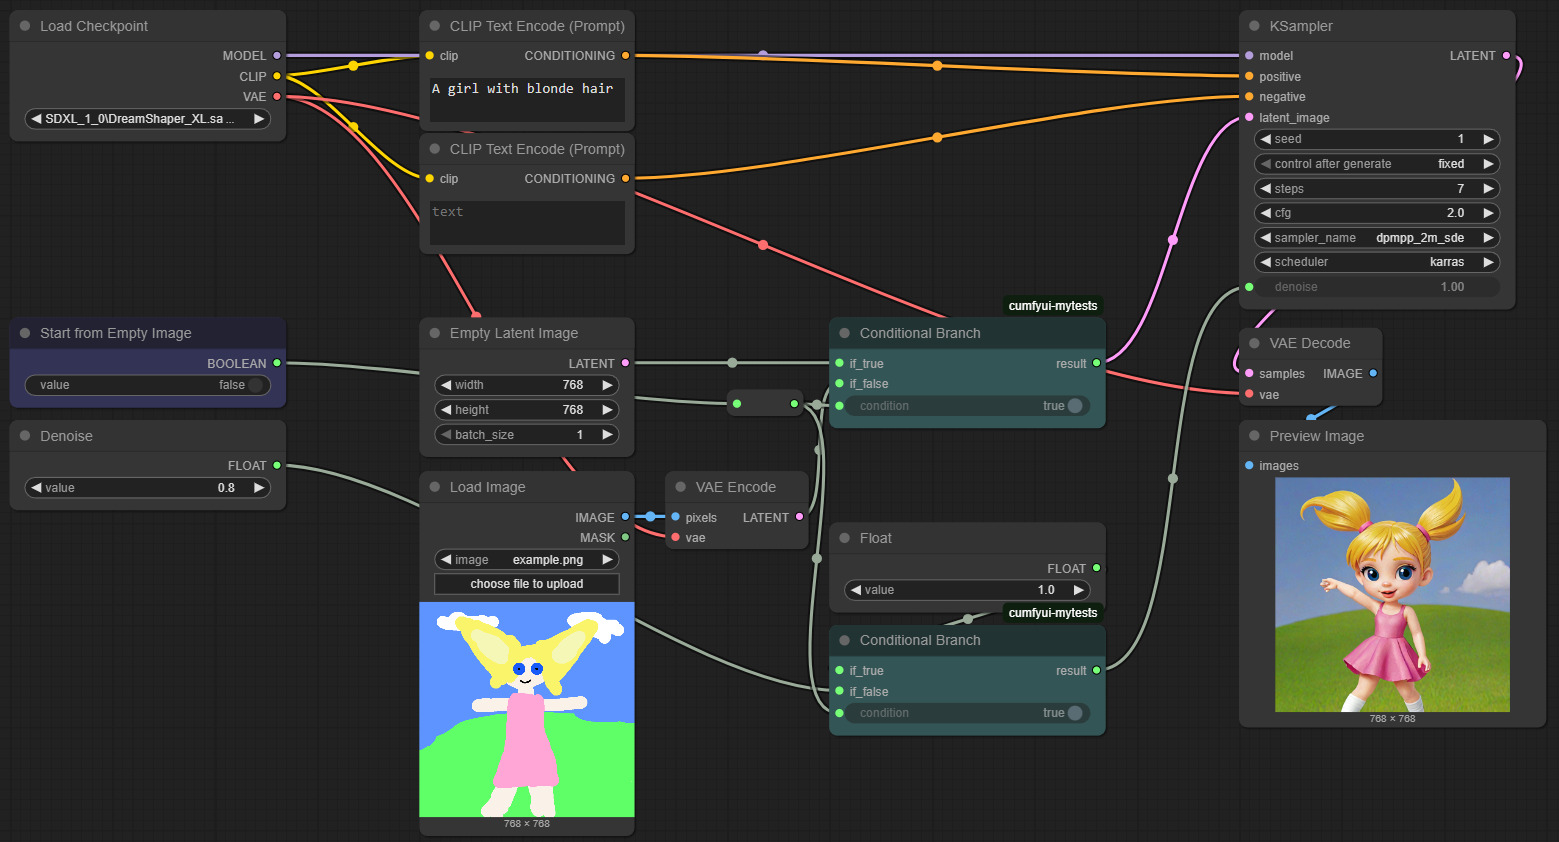 Load Checkpoint
MODEL
CLIP
VAE
SDXL_1_0\DreamShaper_XL.sa ...
CLIP Text Encode (Prompt)
clip CONDITIONING
A girl with blonde hair
CLIP Text Encode (Prompt)
clip CONDITIONING
text
KSampler
model LATENT
positive
negative
latent_image
seed 1
control after generate fixed
steps 7
cfg 2.0
sampler_name dpmpp_2m_sde
scheduler karras
denoise 1.00
Start from Empty Image
BOOLEAN
value false
Denoise
FLOAT
value 0.8
Empty Latent Image
LATENT
width 768
height 768
batch_size 1
Load Image
IMAGE
MASK
image example.png
choose file to upload
768 × 768
VAE Encode
pixels LATENT
vae
cumfyui-mytests
Conditional Branch
if_true result
if_false
condition true
Float
FLOAT
value 1.0
cumfyui-mytests
Conditional Branch
if_true result
if_false
condition true
VAE Decode
samples IMAGE
vae
Preview Image
images
768 × 768